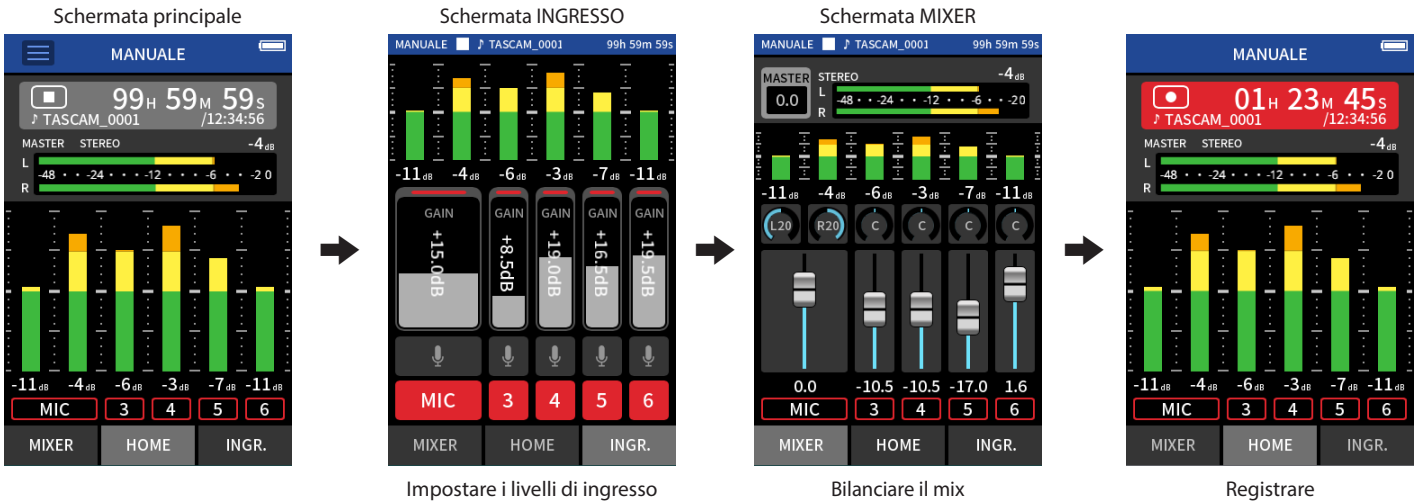 Schermata principale
MANUALE
99H 59M 59S
♪ TASCAM_0001 /12:34:56
MASTER STEREO -4dB
L
-48 · · -24 · · · · -12 · · · -6 · · -2 0
R
-11dB -4dB -6dB -3dB -7dB -11dB
MIC 3 4 5 6
MIXER HOME INGR.
Schermata INGRESSO
MANUALE ♪ TASCAM_0001 99h 59m 59s
-11dB -4dB -6dB -3dB -7dB -11dB
GAIN GAIN GAIN GAIN GAIN
+15.0dB +8.5dB +19.0dB +16.5dB +19.5dB
MIC 3 4 5 6
MIXER HOME INGR.
Impostare i livelli di ingresso
Schermata MIXER
MANUALE ♪ TASCAM_0001 99h 59m 59s
MASTER STEREO -4dB
0.0
L
-48 · · -24 · · · · -12 · · · -6 · · -20
R
-11dB -4dB -6dB -3dB -7dB -11dB
L20 R20 C C C C
0.0 -10.5 -10.5 -17.0 1.6
MIC 3 4 5 6
MIXER HOME INGR.
Bilanciare il mix
MANUALE
01H 23M 45S
♪ TASCAM_0001 /12:34:56
MASTER STEREO -4dB
L
-48 · · -24 · · · · -12 · · · -6 · · -2 0
R
-11dB -4dB -6dB -3dB -7dB -11dB
MIC 3 4 5 6
MIXER HOME INGR.
Registrare